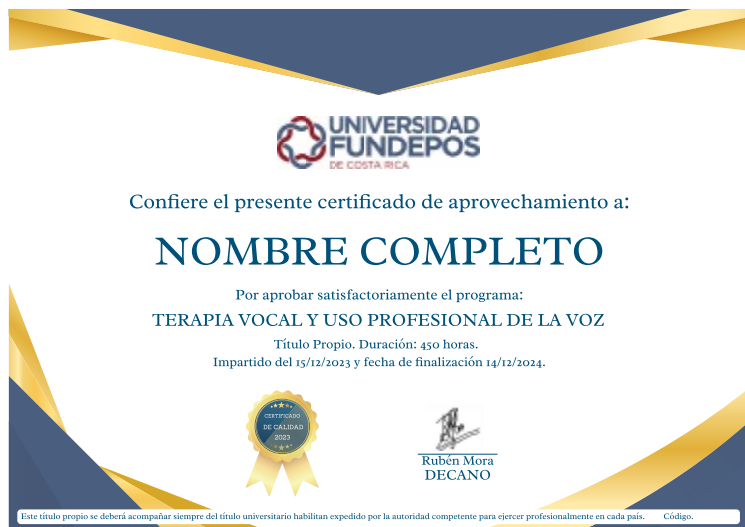 UNIVERSIDAD
FUNDEPOS
DE COSTA RICA
Confiere el presente certificado de aprovechamiento a:
NOMBRE COMPLETO
Por aprobar satisfactoriamente el programa:
TERAPIA VOCAL Y USO PROFESIONAL DE LA VOZ
Título Propio. Duración: 450 horas.
Impartido del 15/12/2023 y fecha de finalización 14/12/2024.
CERTIFICADO
DE CALIDAD
2023
Rubén Mora
DECANO
Este título propio se deberá acompañar siempre del título universitario habilitan expedido por la autoridad competente para ejercer profesionalmente en cada país. Código.